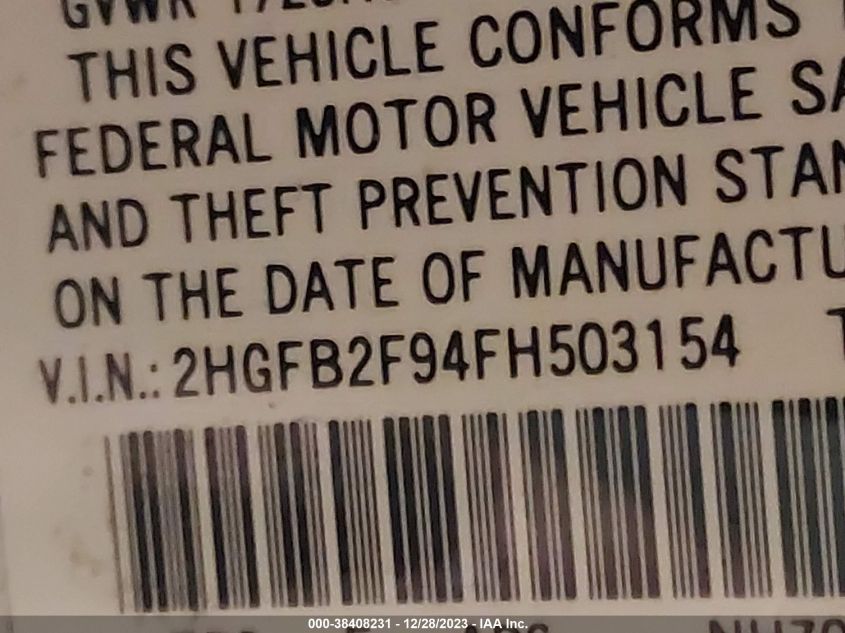 GVWR
THIS VEHICLE CONFORMS
FEDERAL MOTOR VEHICLE SA
AND THEFT PREVENTION STAN
ON THE DATE OF MANUFACTU
V.I.N.: 2HGFB2F94FH503154 T
000-38408231 - 12/28/2023 - IAA Inc.